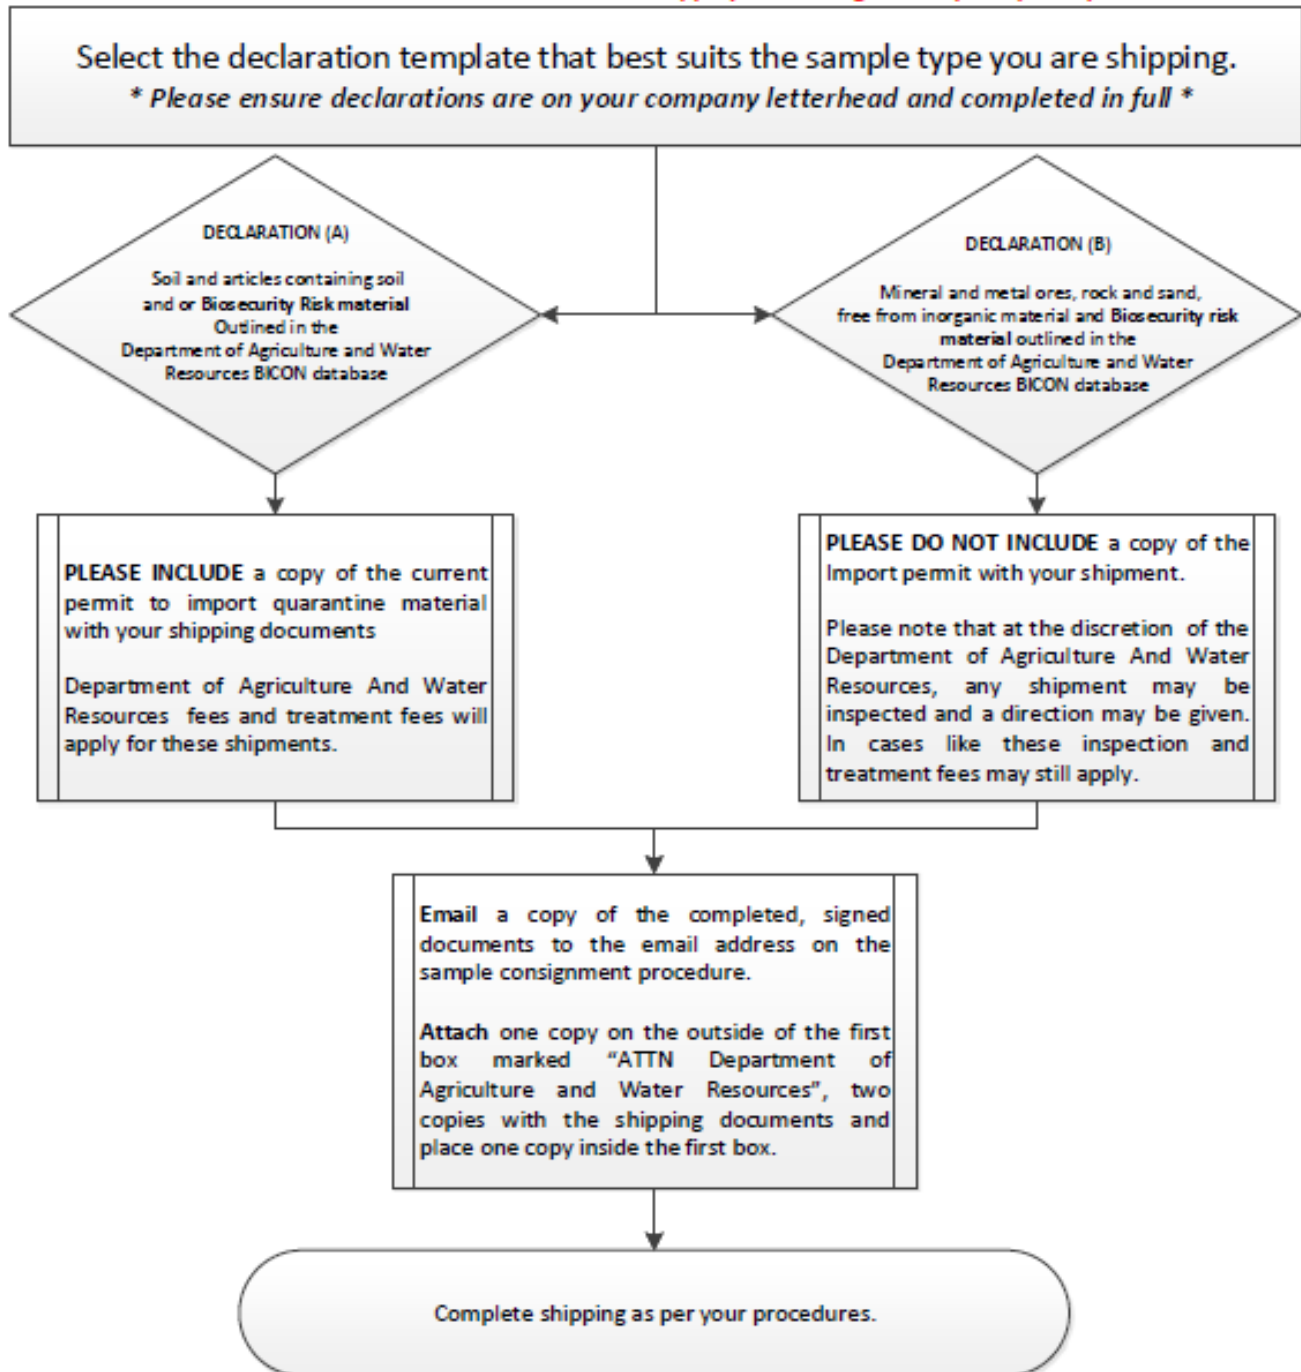 Select the declaration template that best suits the sample type you are shipping.
* Please ensure declarations are on your company letterhead and completed in full *
DECLARATION (A)
Soil and articles containing soil
and or Biosecurity Risk material
Outlined in the
Department of Agriculture and Water
Resources BICON database
DECLARATION (B)
Mineral and metal ores, rock and sand,
free from inorganic material and Biosecurity risk
material outlined in the
Department of Agriculture and Water
Resources BICON database
PLEASE INCLUDE a copy of the current
permit to import quarantine material
with your shipping documents
Department of Agriculture And Water
Resources fees and treatment fees will
apply for these shipments.
PLEASE DO NOT INCLUDE a copy of the
Import permit with your shipment.
Please note that at the discretion of the
Department of Agriculture And Water
Resources, any shipment may be
inspected and a direction may be given.
In cases like these inspection and
treatment fees may still apply.
Email a copy of the completed, signed
documents to the email address on the
sample consignment procedure.
Attach one copy on the outside of the first
box marked “ATTN Department of
Agriculture and Water Resources”, two
copies with the shipping documents and
place one copy inside the first box.
Complete shipping as per your procedures.